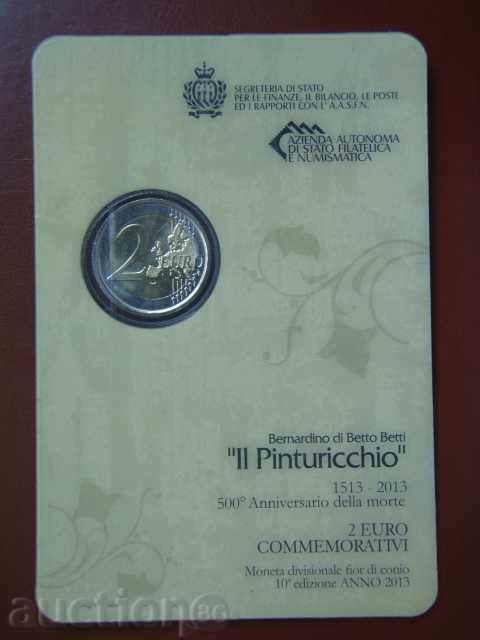 SEGRETERIA DI STATO
PER LE FINANZE, IL BILANCIO, LE POSTE
ED I RAPPORTI CON L'A.A.S.F.N.
AZIENDA AUTONOMA
DI STATO FILATELICA
E NUMISMATICA
2 EURO
Bernardino di Betto Betti
"Il Pinturicchio"
1513 - 2013
500° Anniversario della morte
2 EURO
COMMEMORATIVI
Moneta divisionale fior di conio
10ª edizione ANNO 2013
auction.bg